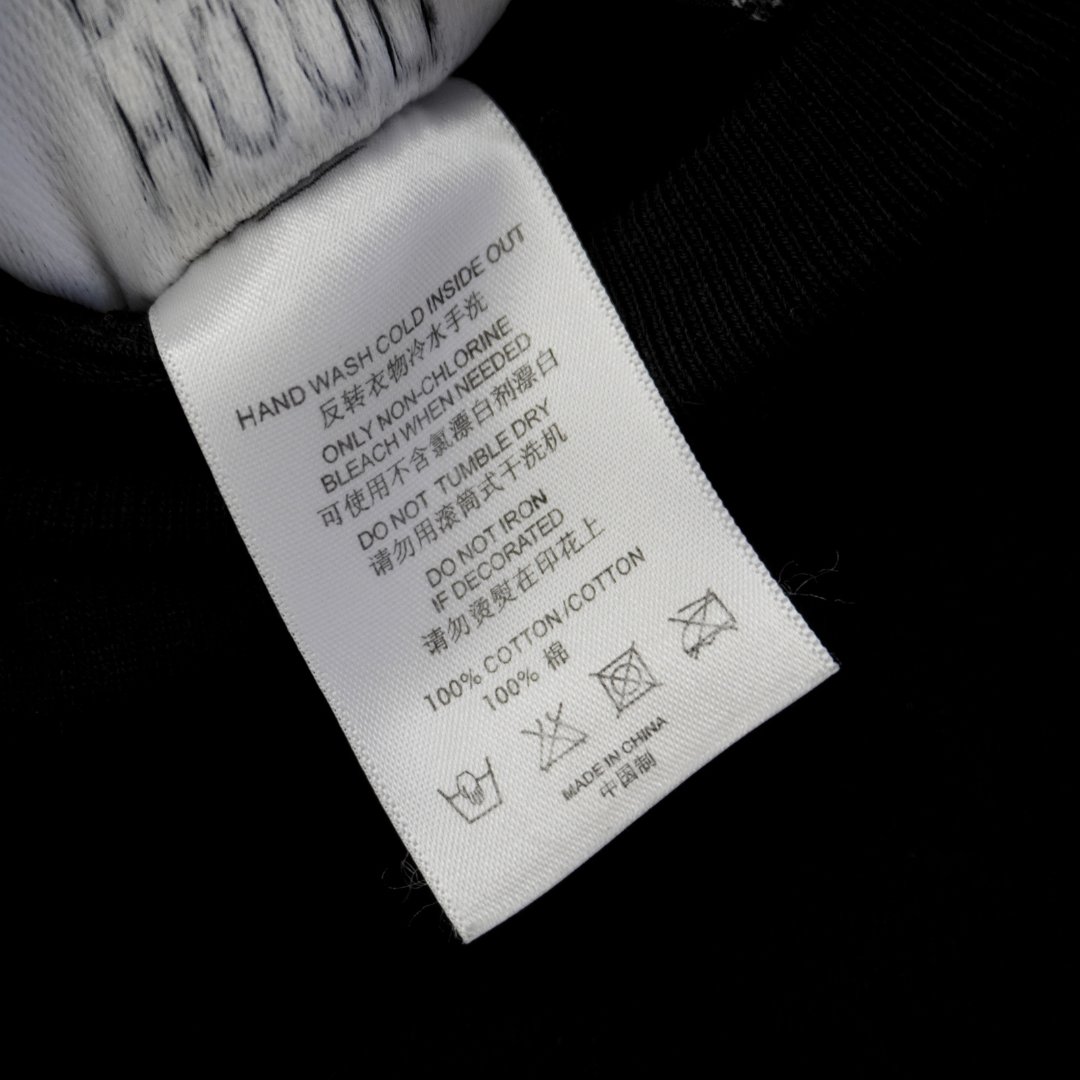 HAND WASH COLD INSIDE OUT
反转衣物冷水手洗
ONLY NON-CHLORINE
BLEACH WHEN NEEDED
可使用不含氯漂白剂漂白
DO NOT TUMBLE DRY
请勿用滚筒式干洗机
DO NOT IRON
IF DECORATED
请勿烫熨在印花上
100% COTTON /COTTON
100% 棉
MADE IN CHINA
中国制